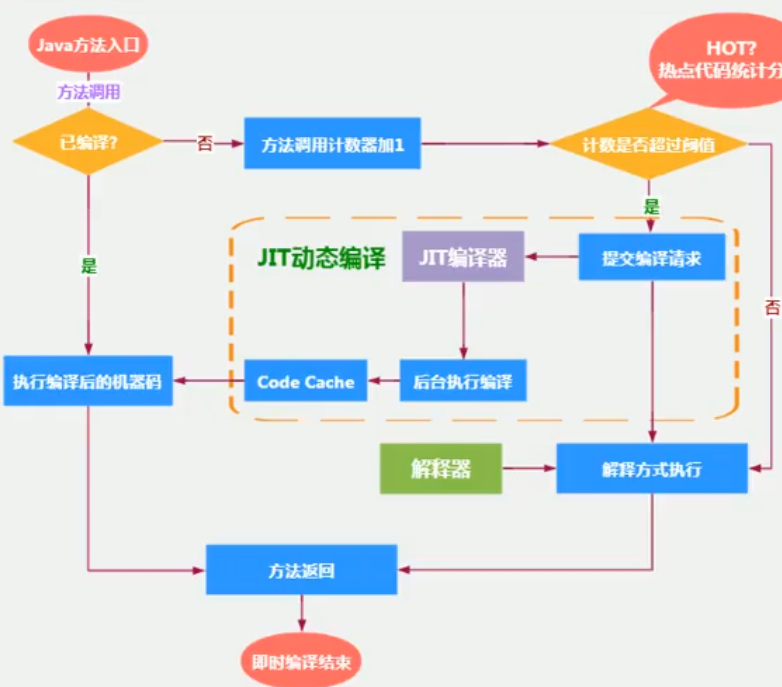 Java方法入口
HOT?
热点代码统计分
方法调用
已编译?
否
方法调用计数器加1
计数是否超过阈值
是
JIT动态编译
JIT编译器
提交编译请求
是
否
执行编译后的机器码
Code Cache
后台执行编译
解释器
解释方式执行
方法返回
即时编译结束